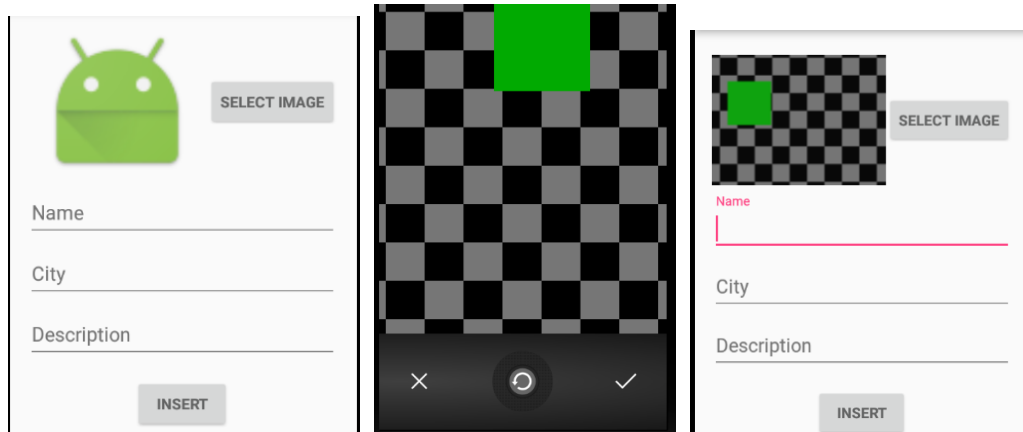 SELECT IMAGE
Name
City
Description
INSERT
SELECT IMAGE
Name
City
Description
INSERT